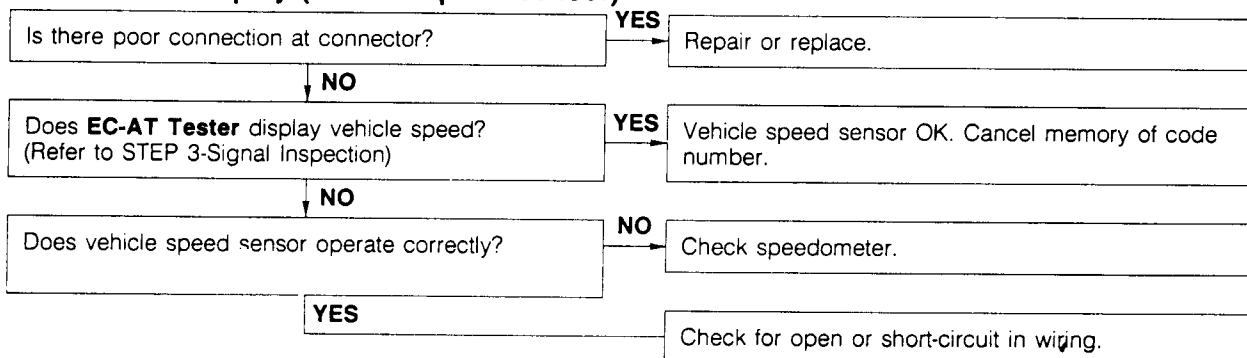 Is there poor connection at connector?
YES
Repair or replace.
NO
Does EC-AT Tester display vehicle speed?
(Refer to STEP 3-Signal Inspection)
YES
Vehicle speed sensor OK. Cancel memory of code
number.
NO
Does vehicle speed sensor operate correctly?
NO
Check speedometer.
YES
Check for open or short-circuit in wiring.